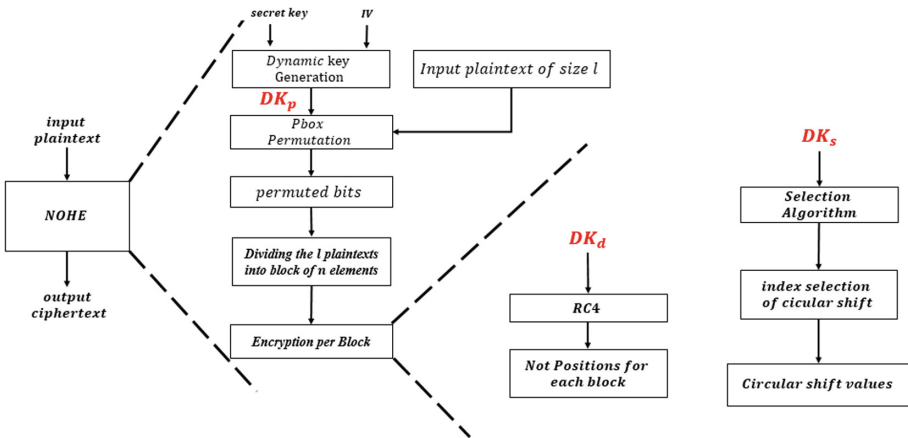 secret key
IV
Dynamic key
Generation
Input plaintext of size l
DKp
Pbox
Permutation
input
plaintext
NOHE
output
ciphertext
permuted bits
Dividing the l plaintexts
into block of n elements
Encryption per Block
DKd
RC4
Not Positions for
each block
DKs
Selection
Algorithm
index selection
of cicular shift
Circular shift values